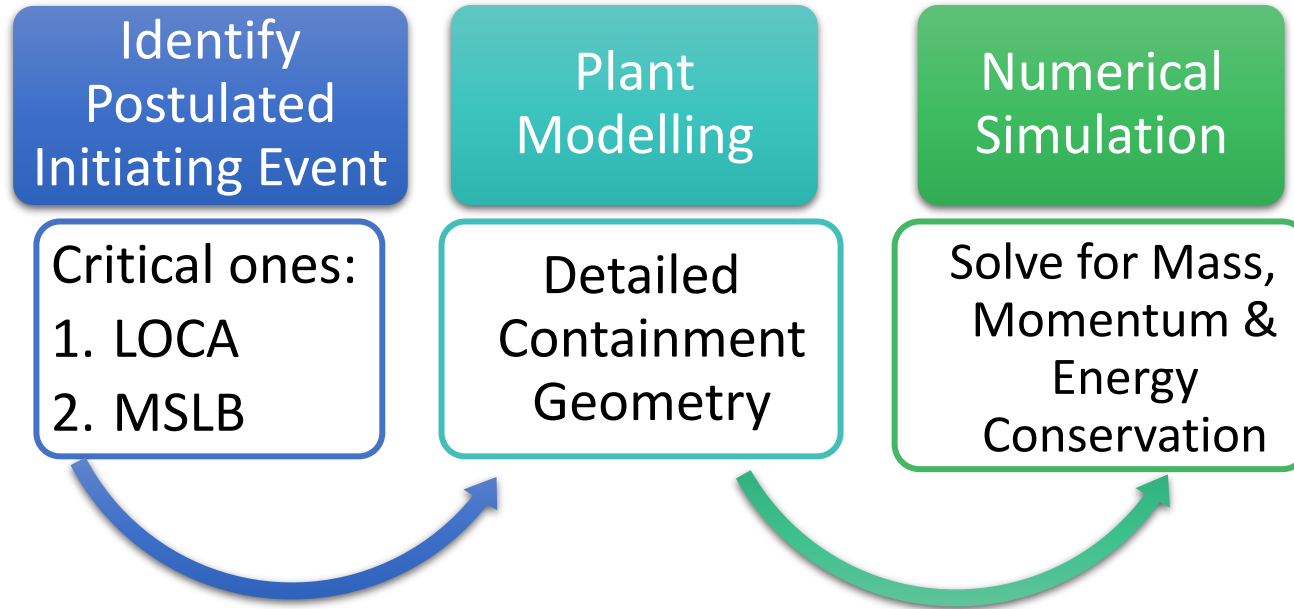 Identify
Postulated
Initiating Event
Critical ones:
1. LOCA
2. MSLB
Plant
Modelling
Detailed
Containment
Geometry
Numerical
Simulation
Solve for Mass,
Momentum &
Energy
Conservation